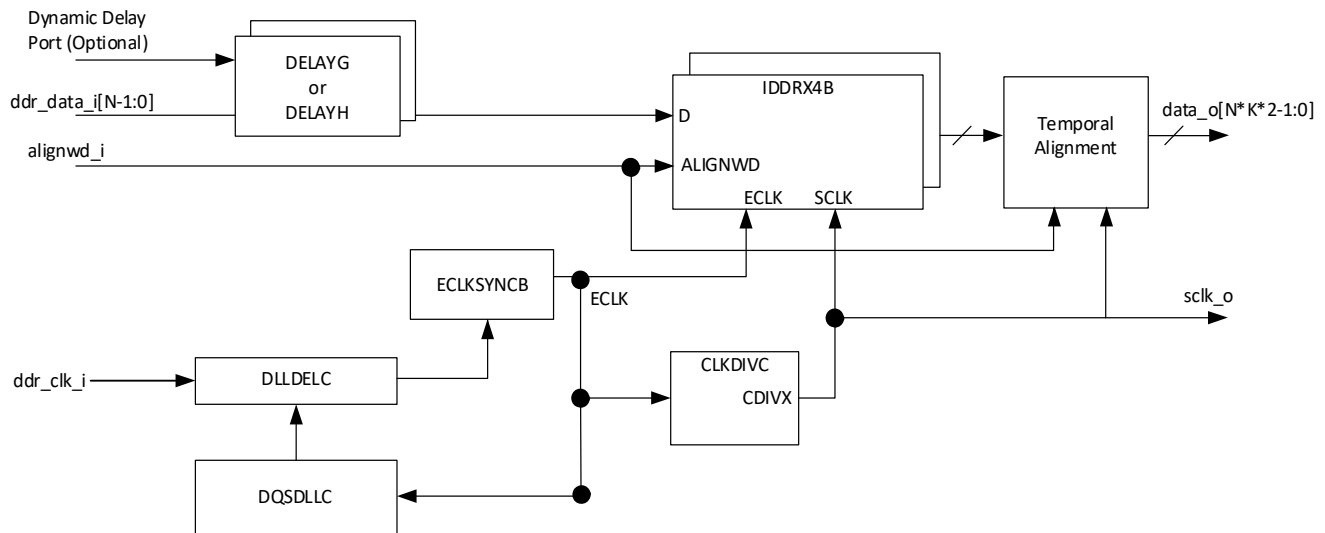 Dynamic Delay
Port (Optional)
DELAYG
or
DELAYH
ddr_data_i[N-1:0]
alignwd_i
IDDRX4B
D
ALIGNWD
ECLK
SCLK
Temporal
Alignment
data_o[N*K*2-1:0]
ECLKSYNCB
ECLK
sclk_o
ddr_clk_i
DLLDELC
CLKDIVC
CDIVX
DQSDLLC